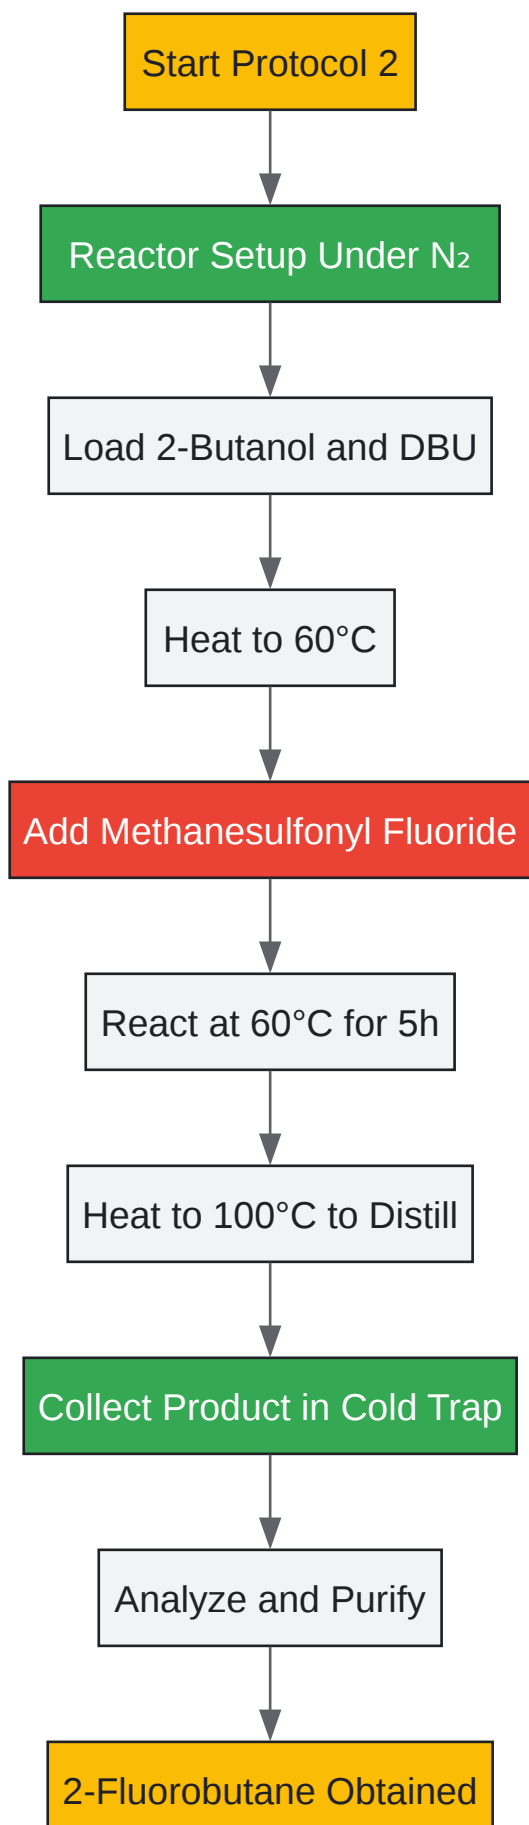 Start Protocol 2
Reactor Setup Under N₂
Load 2-Butanol and DBU
Heat to 60°C
Add Methanesulfonyl Fluoride
React at 60°C for 5h
Heat to 100°C to Distill
Collect Product in Cold Trap
Analyze and Purify
2-Fluorobutane Obtained